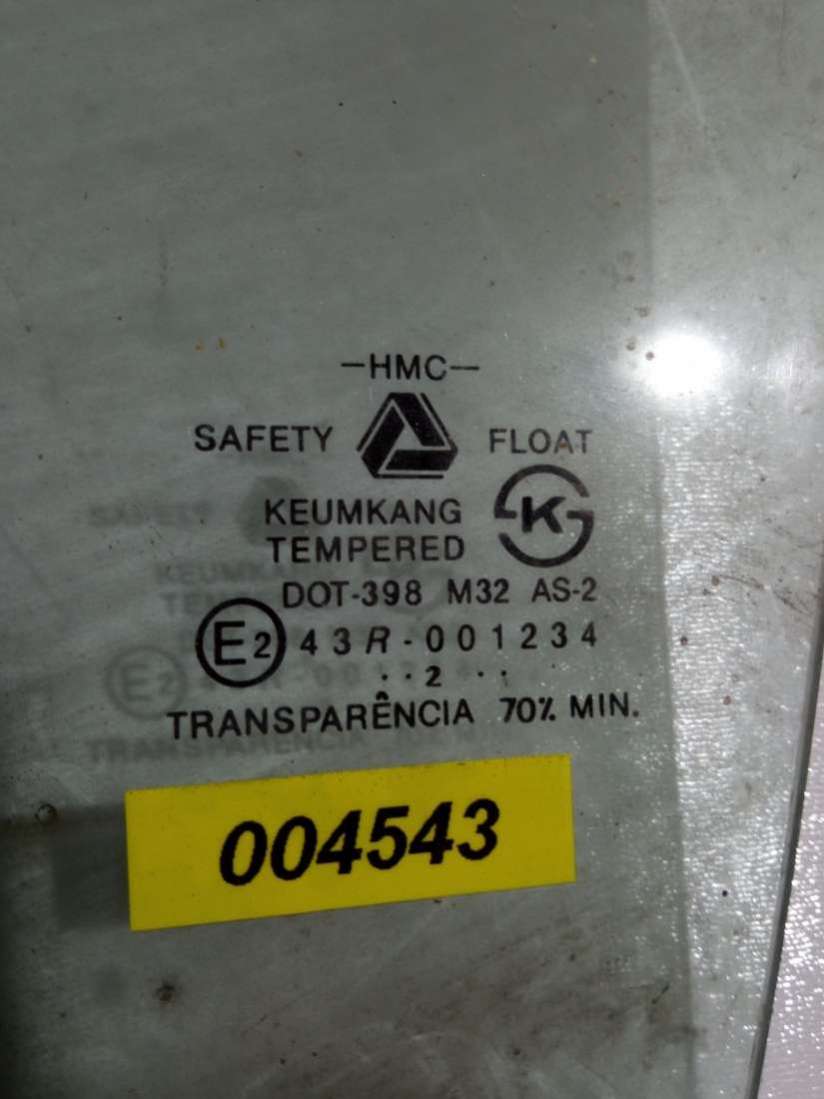 -HMC-
SAFETY FLOAT
KEUMKANG K
TEMPERED
DOT-398 M32 AS-2
E2 43R-001234
··2 ··
TRANSPARÊNCIA 70% MIN.
004543